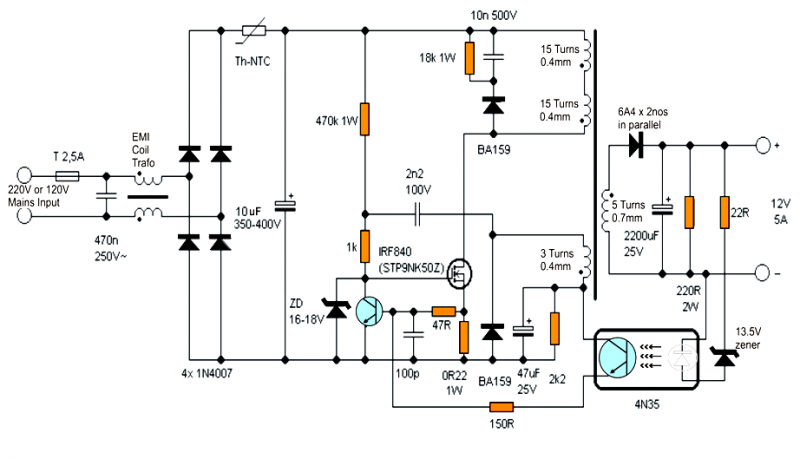 10n 500V
Th-NTC
18k 1W
15 Turns
0.4mm
15 Turns
0.4mm
6A4 x 2nos
in parallel
470k 1W
BA159
EMI
Coil
Trafo
T 2,5A
2n2
100V
+
220V or 120V
Mains Input
10uF
350-400V
+
5 Turns
0.7mm
+
22R
12V
5A
2200uF
25V
470n
250V~
1k
IRF840
(STP9NK50Z)
3 Turns
0.4mm
–
220R
2W
ZD
16-18V
47R
+
13.5V
zener
4x 1N4007
100p
0R22
1W
BA159
47uF
25V
2k2
4N35
150R